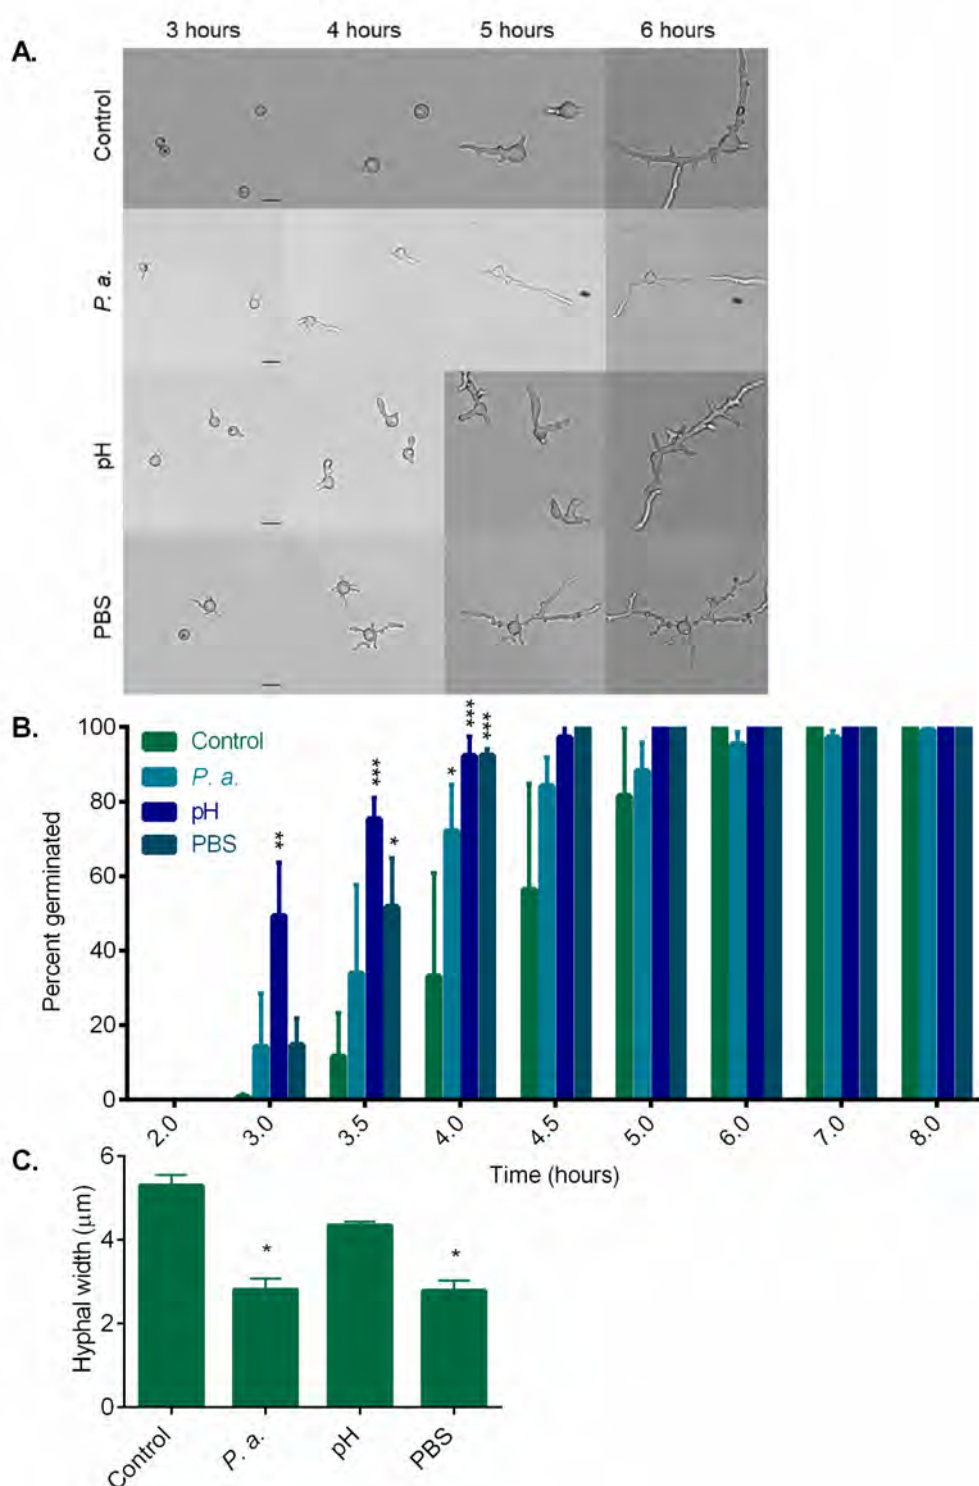 A.
3 hours 4 hours 5 hours 6 hours
Control
P. a.
pH
PBS
B.
Percent germinated
100
80
60
40
20
0
Control
P. a.
pH
PBS
**
***
*
*
***
***
2.0 3.0 3.5 4.0 4.5 5.0 6.0 7.0 8.0
Time (hours)
C.
Hyphal width (μm)
6
4
2
0
*
*
Control P. a. pH PBS